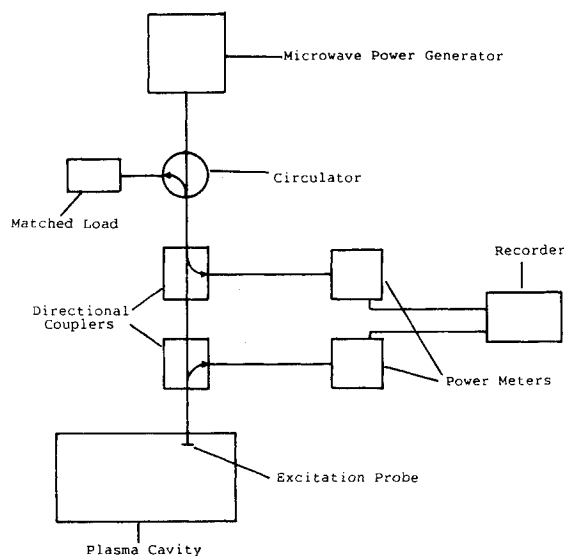 Microwave Power Generator
Circulator
Matched Load
Recorder
Directional
Couplers
Power Meters
Excitation Probe
Plasma Cavity